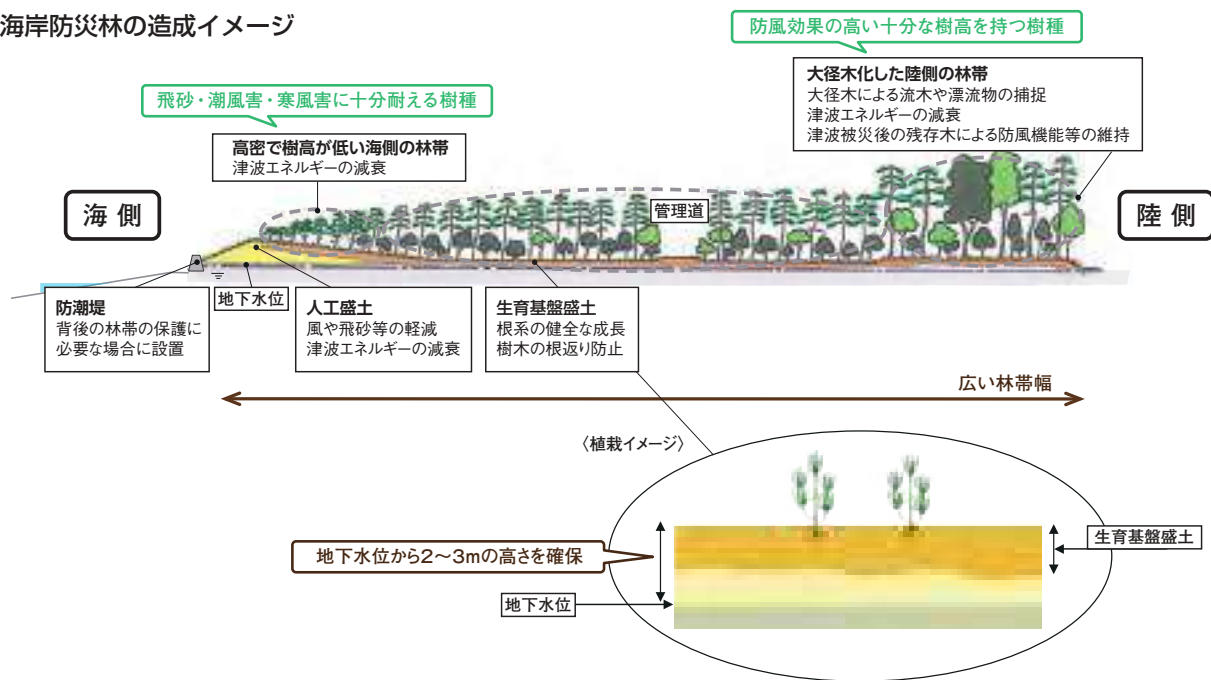 海岸防災林の造成イメージ
防風効果の高い十分な樹高を持つ樹種
大径木化した陸側の林帯
大径木による流木や漂流物の捕捉
津波エネルギーの減衰
津波被災後の残存木による防風機能等の維持
飛砂・潮風害・寒風害に十分耐える樹種
高密で樹高が低い海側の林帯
津波エネルギーの減衰
海側
管理道
陸側
地下水位
防潮堤
背後の林帯の保護に
必要な場合に設置
人工盛土
風や飛砂等の軽減
津波エネルギーの減衰
生育基盤盛土
根系の健全な成長
樹木の根返り防止
広い林帯幅
〈植栽イメージ〉
地下水位から2〜3mの高さを確保
生育基盤盛土
地下水位